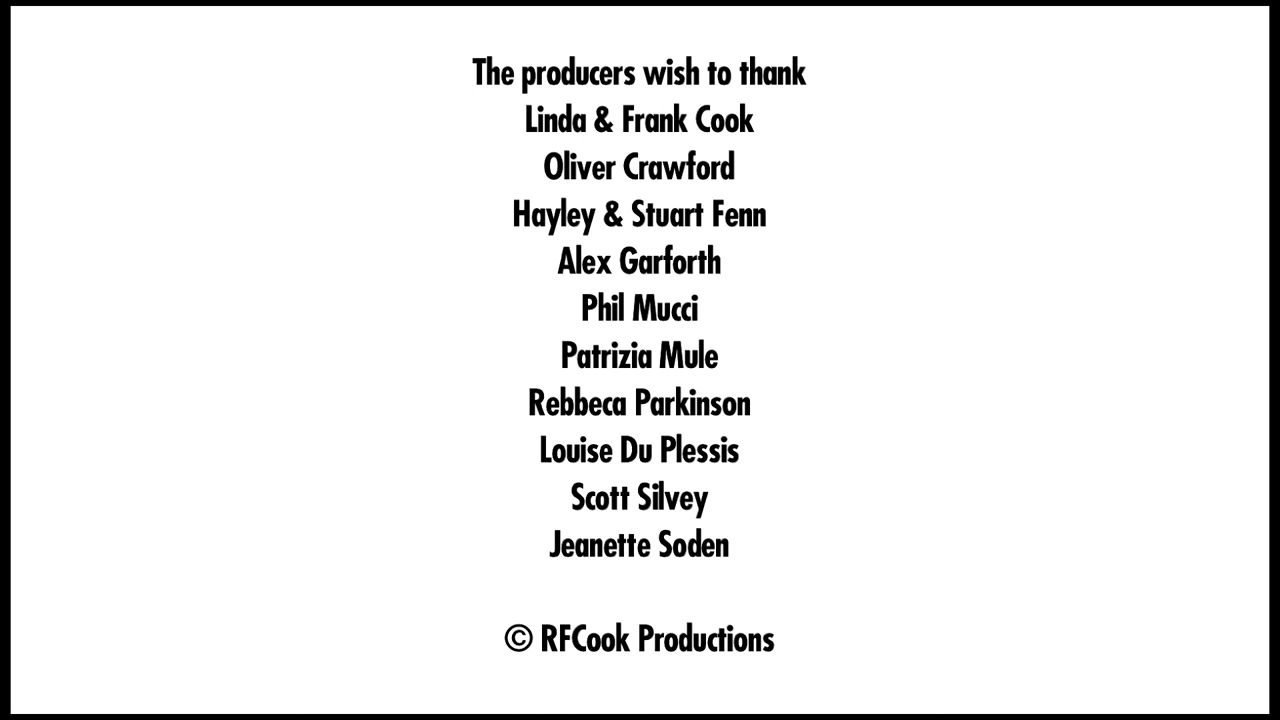 The producers wish to thank
Linda & Frank Cook
Oliver Crawford
Hayley & Stuart Fenn
Alex Garforth
Phil Mucci
Patrizia Mule
Rebbeca Parkinson
Louise Du Plessis
Scott Silvey
Jeanette Soden
© RFCook Productions